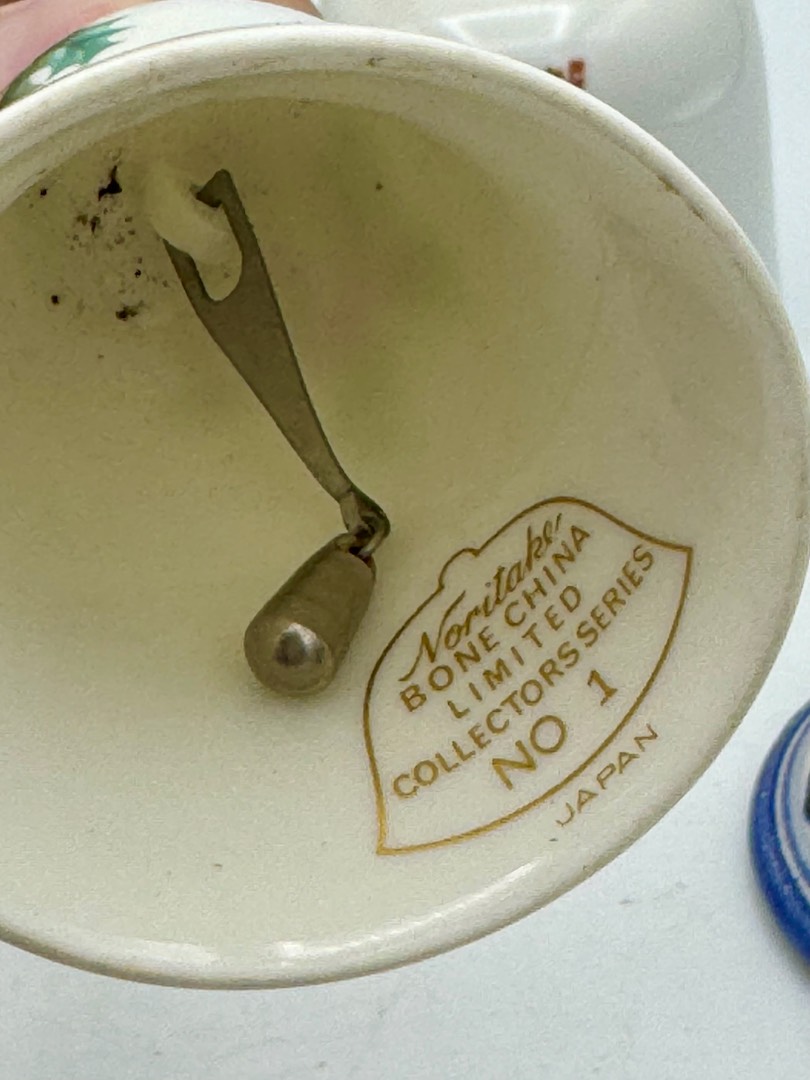 Noritake
BONE CHINA
LIMITED
COLLECTORS SERIES
NO 1
JAPAN